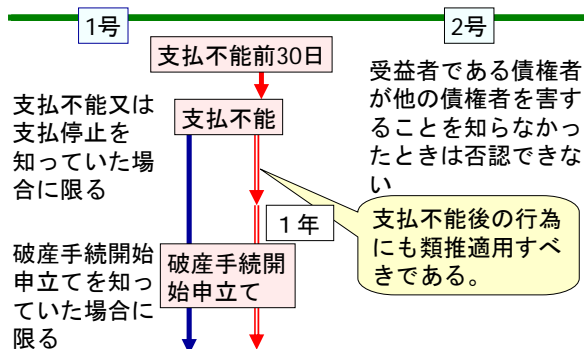 1号
2号
支払不能前30日
受益者である債権者
が他の債権者を害す
ることを知らなかっ
たときは否認できな
い
支払不能又は
支払停止を
知っていた場
合に限る
支払不能
１年
支払不能後の行為
にも類推適用すべ
きである。
破産手続開始
申立てを知っ
ていた場合に
限る
破産手続開
始申立て